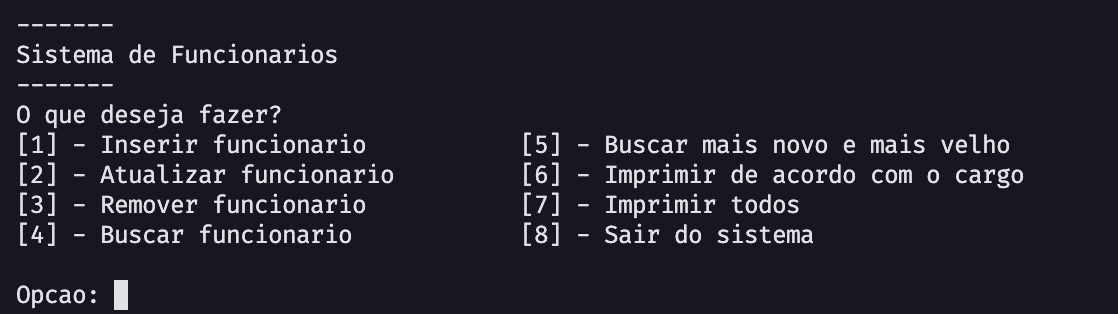 -------
Sistema de Funcionarios
-------
O que deseja fazer?
[1] - Inserir funcionario [5] - Buscar mais novo e mais velho
[2] - Atualizar funcionario [6] - Imprimir de acordo com o cargo
[3] - Remover funcionario [7] - Imprimir todos
[4] - Buscar funcionario [8] - Sair do sistema
Opcao: